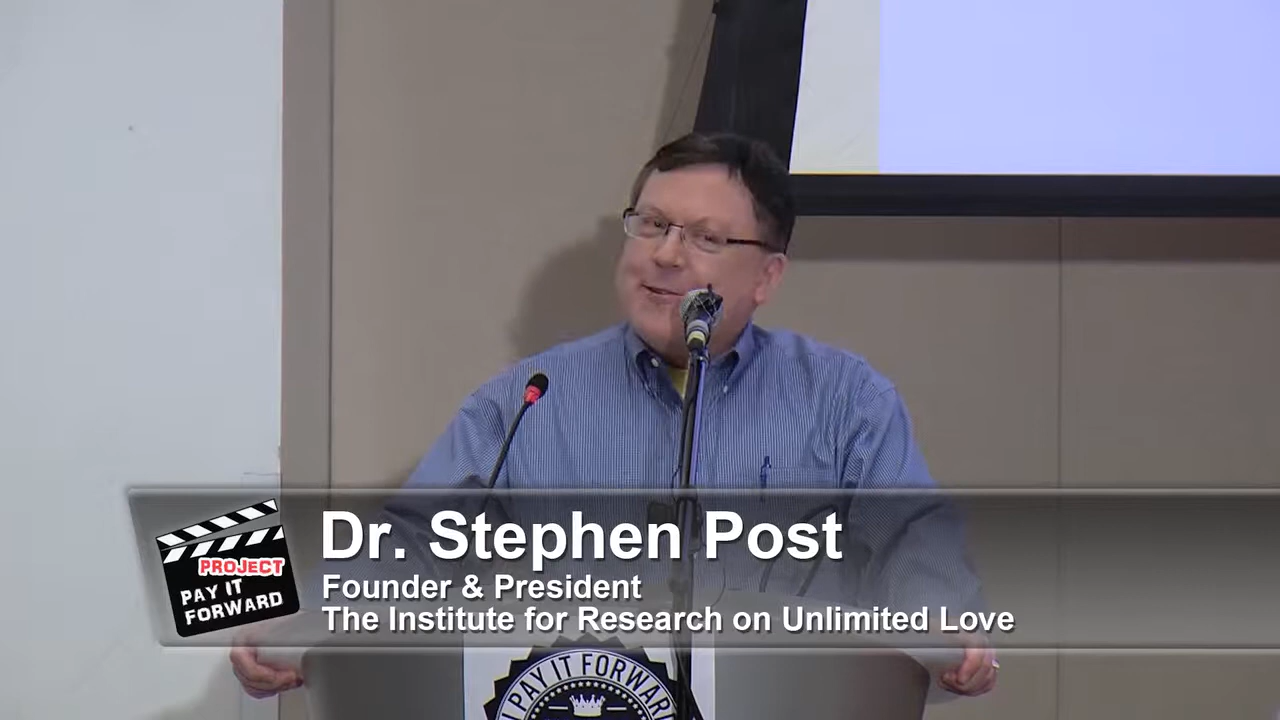 Dr. Stephen Post
PROJECT
PAY IT
FORWARD
Founder & President
The Institute for Research on Unlimited Love
PAY IT FORWARD